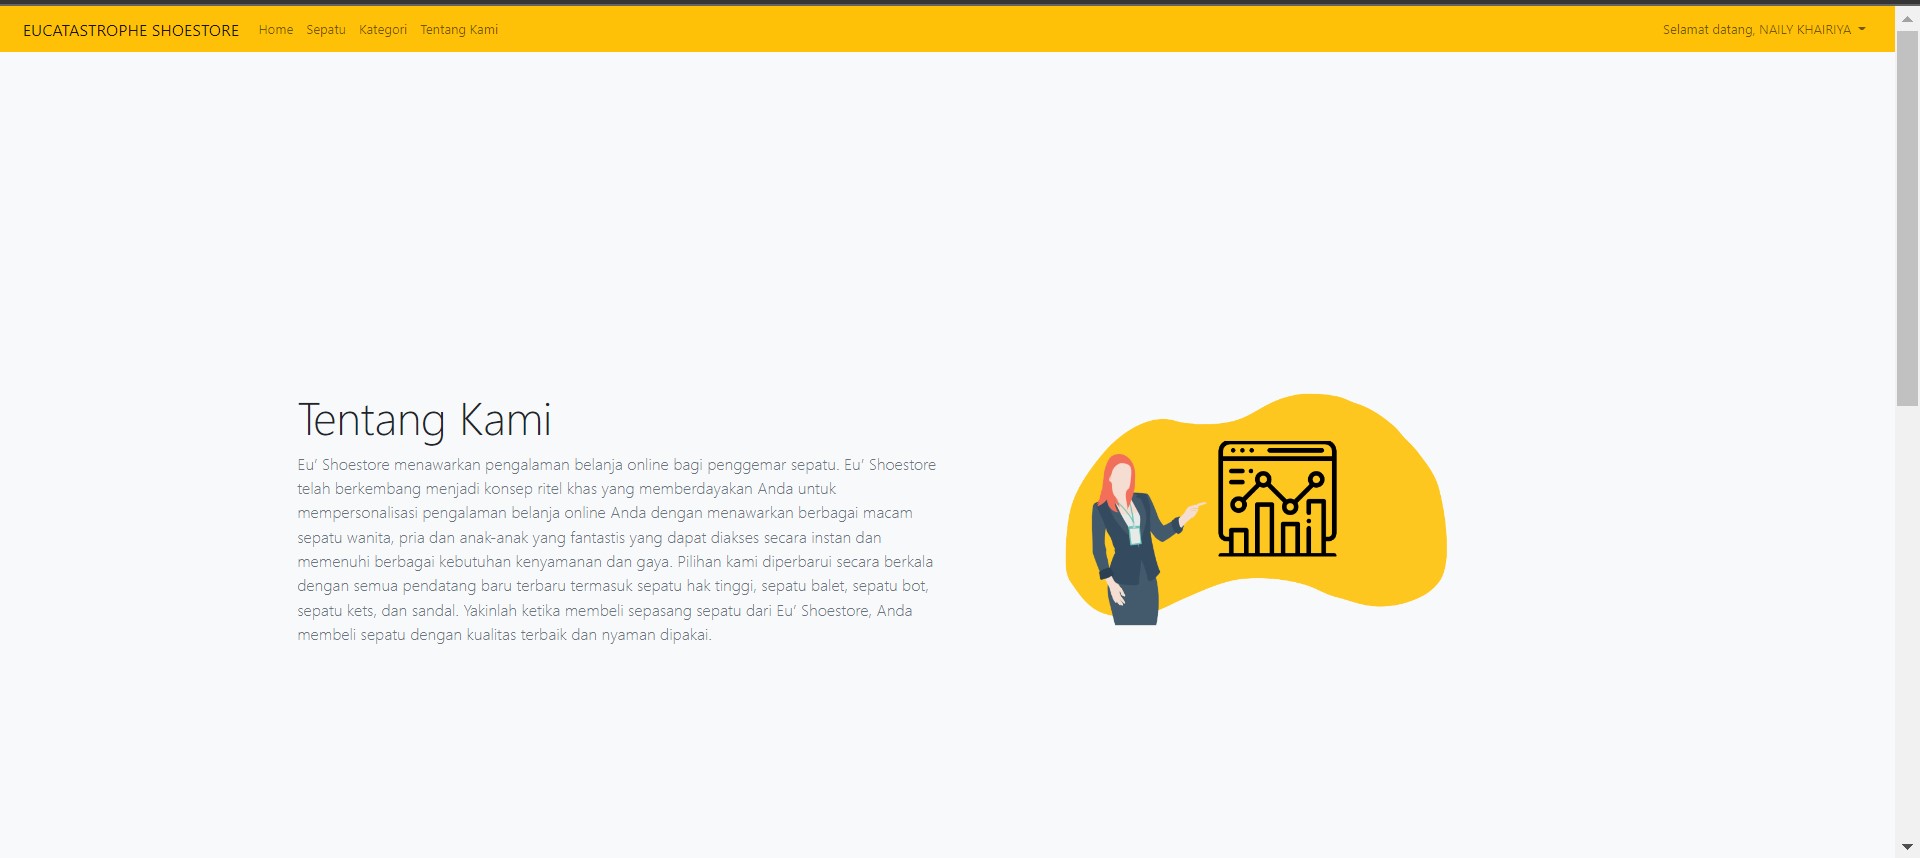 EUCATASTROPHE SHOESTORE Home Sepatu Kategori Tentang Kami Selamat datang, NAILY KHAIRIYA
Tentang Kami
Eu’ Shoestore menawarkan pengalaman belanja online bagi penggemar sepatu. Eu’ Shoestore
telah berkembang menjadi konsep ritel khas yang memberdayakan Anda untuk
mempersonalisasi pengalaman belanja online Anda dengan menawarkan berbagai macam
sepatu wanita, pria dan anak-anak yang fantastis yang dapat diakses secara instan dan
memenuhi berbagai kebutuhan kenyamanan dan gaya. Pilihan kami diperbarui secara berkala
dengan semua pendatang baru terbaru termasuk sepatu hak tinggi, sepatu balet, sepatu bot,
sepatu kets, dan sandal. Yakinlah ketika membeli sepasang sepatu dari Eu’ Shoestore, Anda
membeli sepatu dengan kualitas terbaik dan nyaman dipakai.